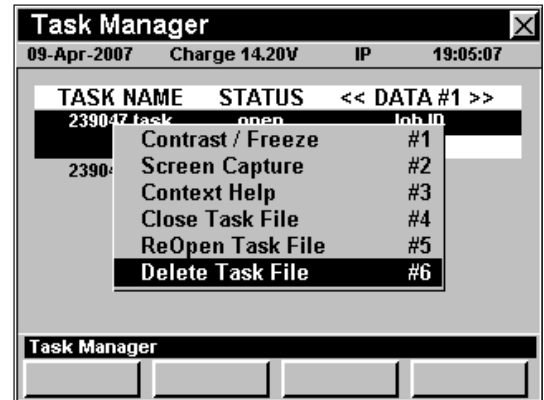 Task Manager
09-Apr-2007 Charge 14.20V IP 19:05:07
TASK NAME STATUS << DATA #1 >>
239047 task open Job ID
Contrast / Freeze #1
Screen Capture #2
2390
Context Help #3
Close Task File #4
ReOpen Task File #5
Delete Task File #6
Task Manager